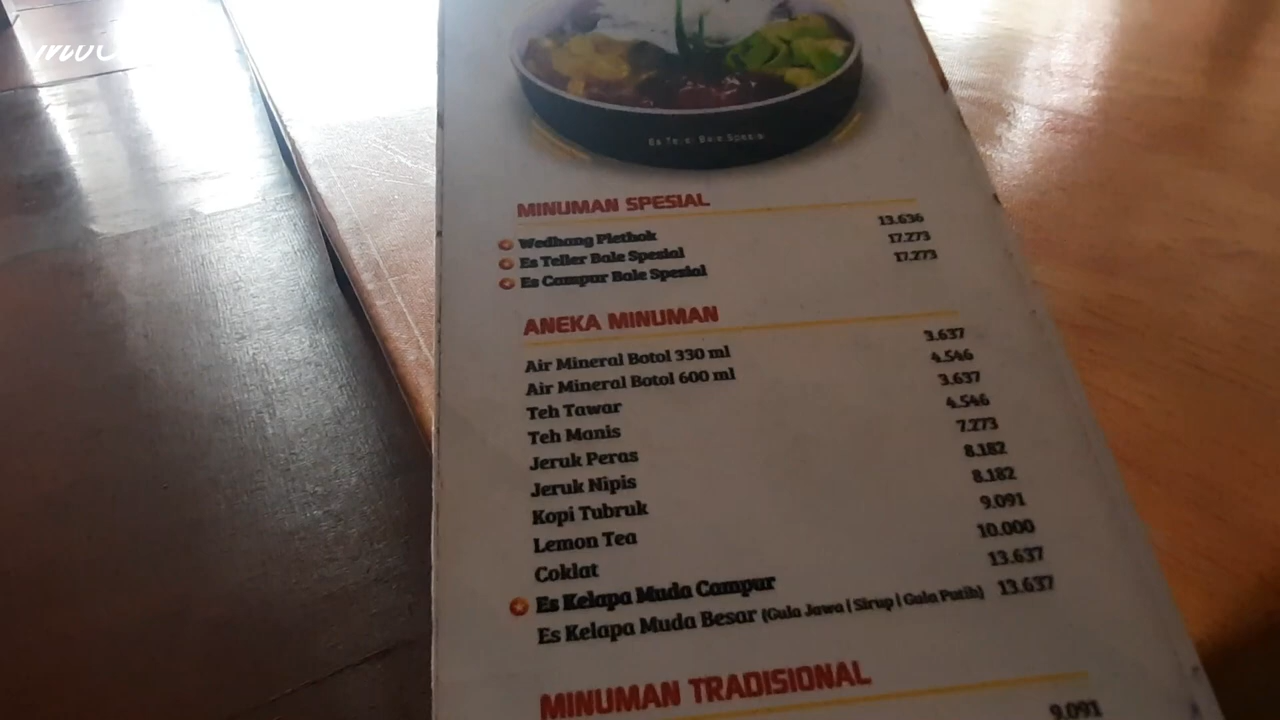 Es Teller Bale Spesial
MINUMAN SPESIAL
Wedhang Plethok 13.636
Es Teller Bale Spesial 17.273
Es Campur Bale Spesial 17.273
ANEKA MINUMAN
Air Mineral Botol 330 ml 3.637
Air Mineral Botol 600 ml 4.546
Teh Tawar 3.637
Teh Manis 4.546
Jeruk Peras 7.273
Jeruk Nipis 8.182
Kopi Tubruk 8.182
Lemon Tea 9.091
Coklat 10.000
Es Kelapa Muda Campur 13.637
Es Kelapa Muda Besar (Gula Jawa | Sirup | Gula Putih) 13.637
MINUMAN TRADISIONAL
9.091